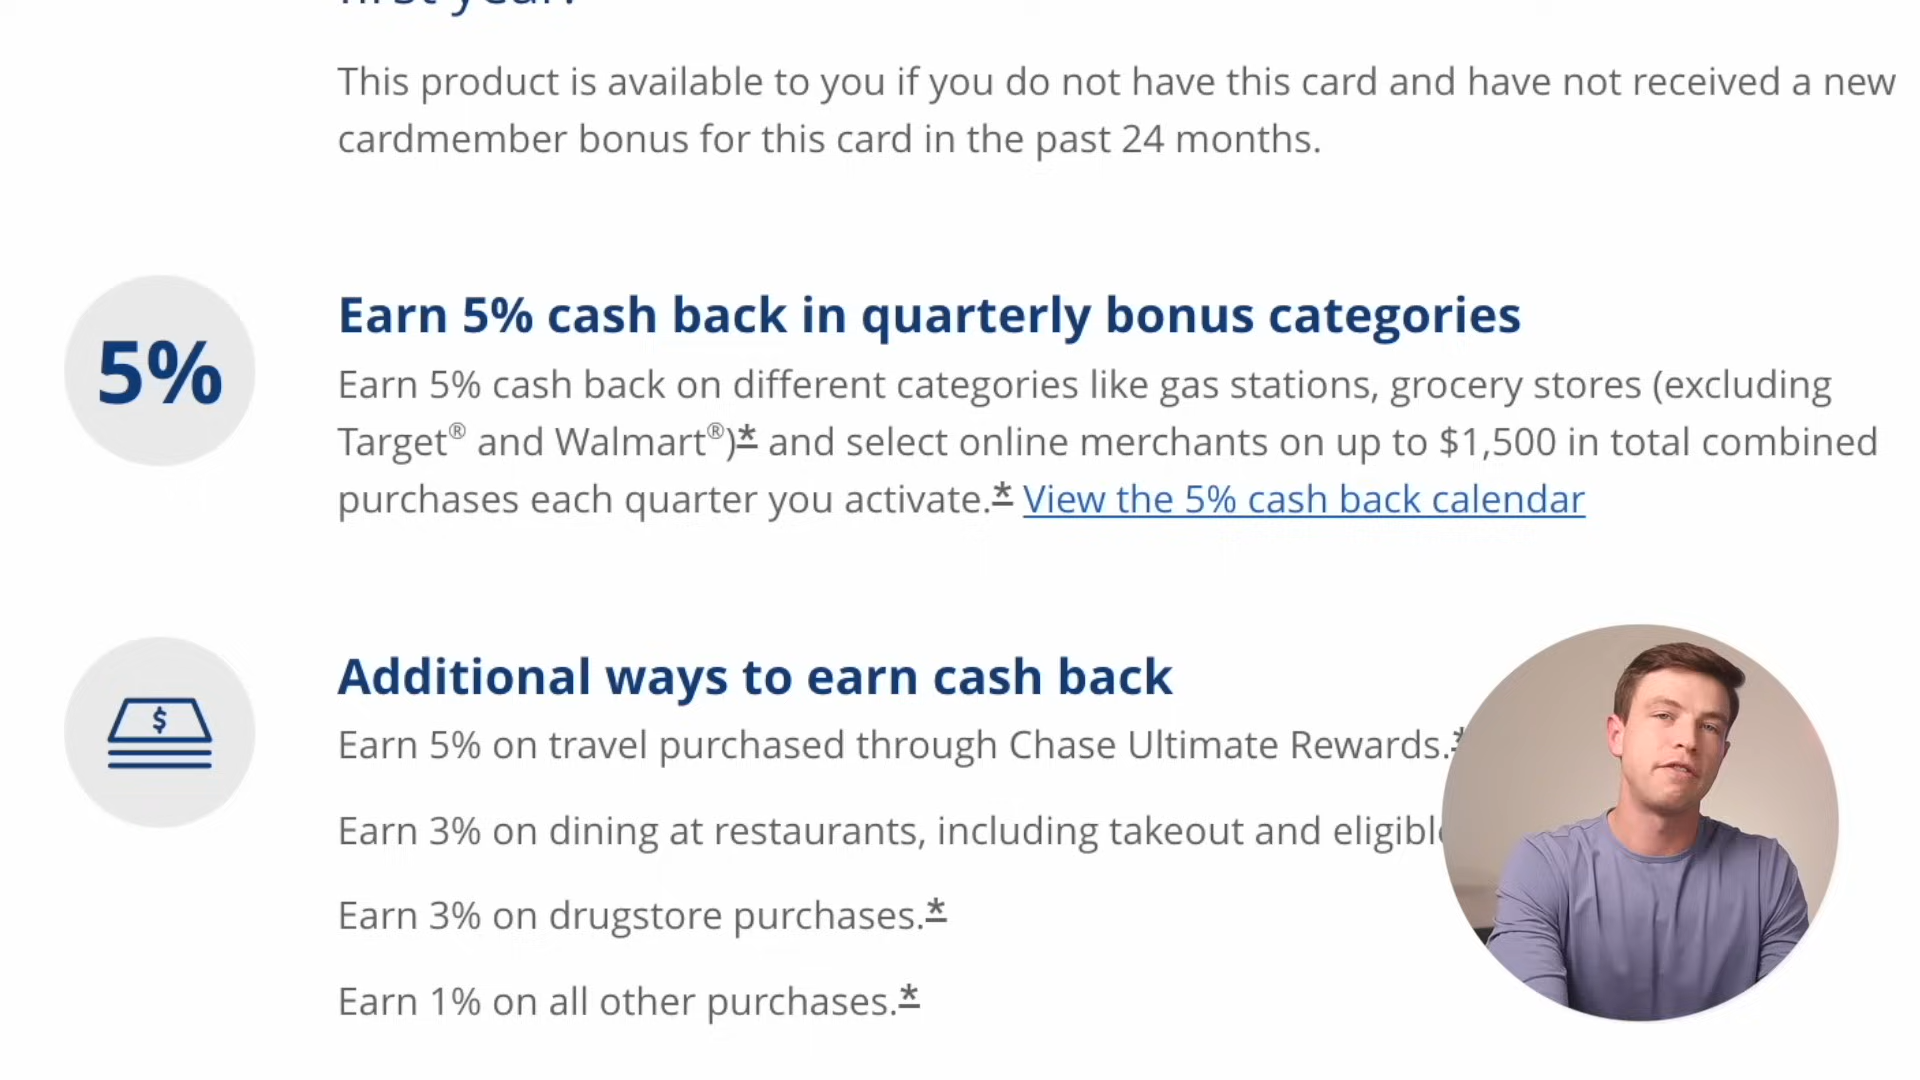 first year.
This product is available to you if you do not have this card and have not received a new
cardmember bonus for this card in the past 24 months.
5%
Earn 5% cash back in quarterly bonus categories
Earn 5% cash back on different categories like gas stations, grocery stores (excluding
Target® and Walmart®)* and select online merchants on up to $1,500 in total combined
purchases each quarter you activate.* View the 5% cash back calendar
$
Additional ways to earn cash back
Earn 5% on travel purchased through Chase Ultimate Rewards.*
Earn 3% on dining at restaurants, including takeout and
Earn 3% on drugstore purchases.*
Earn 1% on all other purchases.*